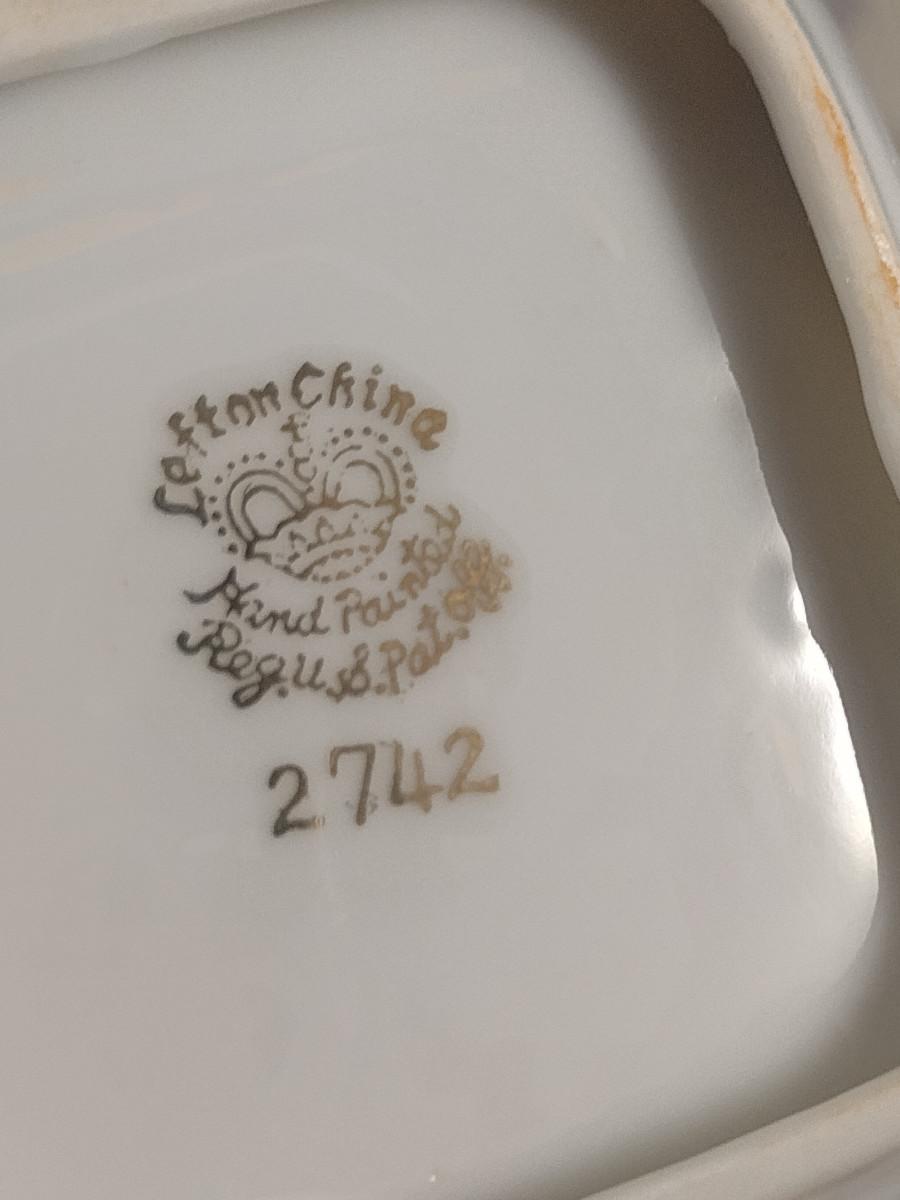 Lefton China
Hand Painted
Reg. U.S. Pat. Off.
2742